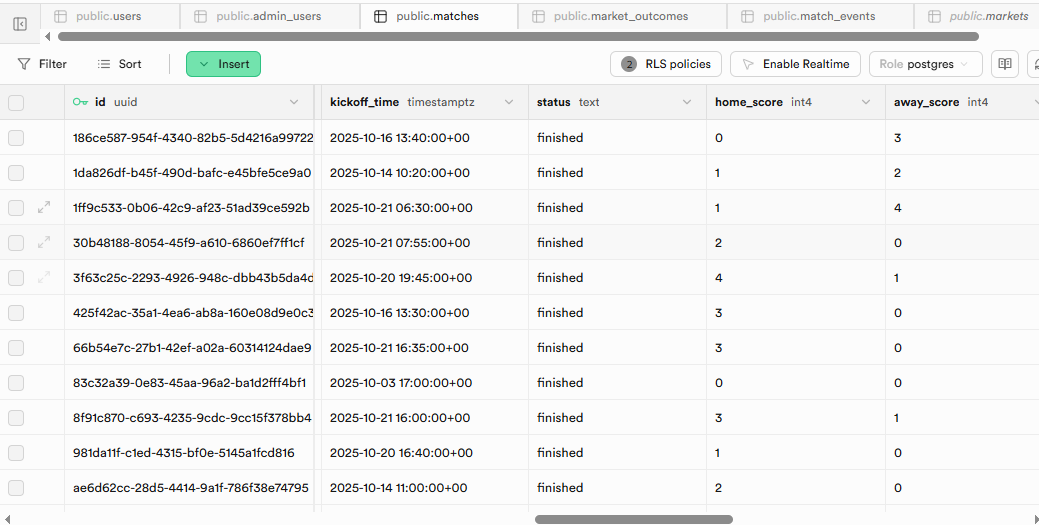 public.users public.admin_users public.matches public.market_outcomes public.match_events public.markets
Filter Sort Insert 2 RLS policies Enable Realtime Role postgres
id uuid kickoff_time timestamptz status text home_score int4 away_score int4
186ce587-954f-4340-82b5-5d4216a99722 2025-10-16 13:40:00+00 finished 0 3
1da826df-b45f-490d-bafc-e45bfe5ce9a0 2025-10-14 10:20:00+00 finished 1 2
1ff9c533-0b06-42c9-af23-51ad39ce592b 2025-10-21 06:30:00+00 finished 1 4
30b48188-8054-45f9-a610-6860ef7ff1cf 2025-10-21 07:55:00+00 finished 2 0
3f63c25c-2293-4926-948c-dbb43b5da4d 2025-10-20 19:45:00+00 finished 4 1
425f42ac-35a1-4ea6-ab8a-160e08d9e0c3 2025-10-16 13:30:00+00 finished 3 0
66b54e7c-27b1-42ef-a02a-60314124dae9 2025-10-21 16:35:00+00 finished 3 0
83c32a39-0e83-45aa-96a2-ba1d2fff4bf1 2025-10-03 17:00:00+00 finished 0 0
8f91c870-c693-4235-9cdc-9cc15f378bb4 2025-10-21 16:00:00+00 finished 3 1
981da11f-c1ed-4315-bf0e-5145a1fcd816 2025-10-20 16:40:00+00 finished 1 0
ae6d62cc-28d5-4414-9a1f-786f38e74795 2025-10-14 11:00:00+00 finished 2 0